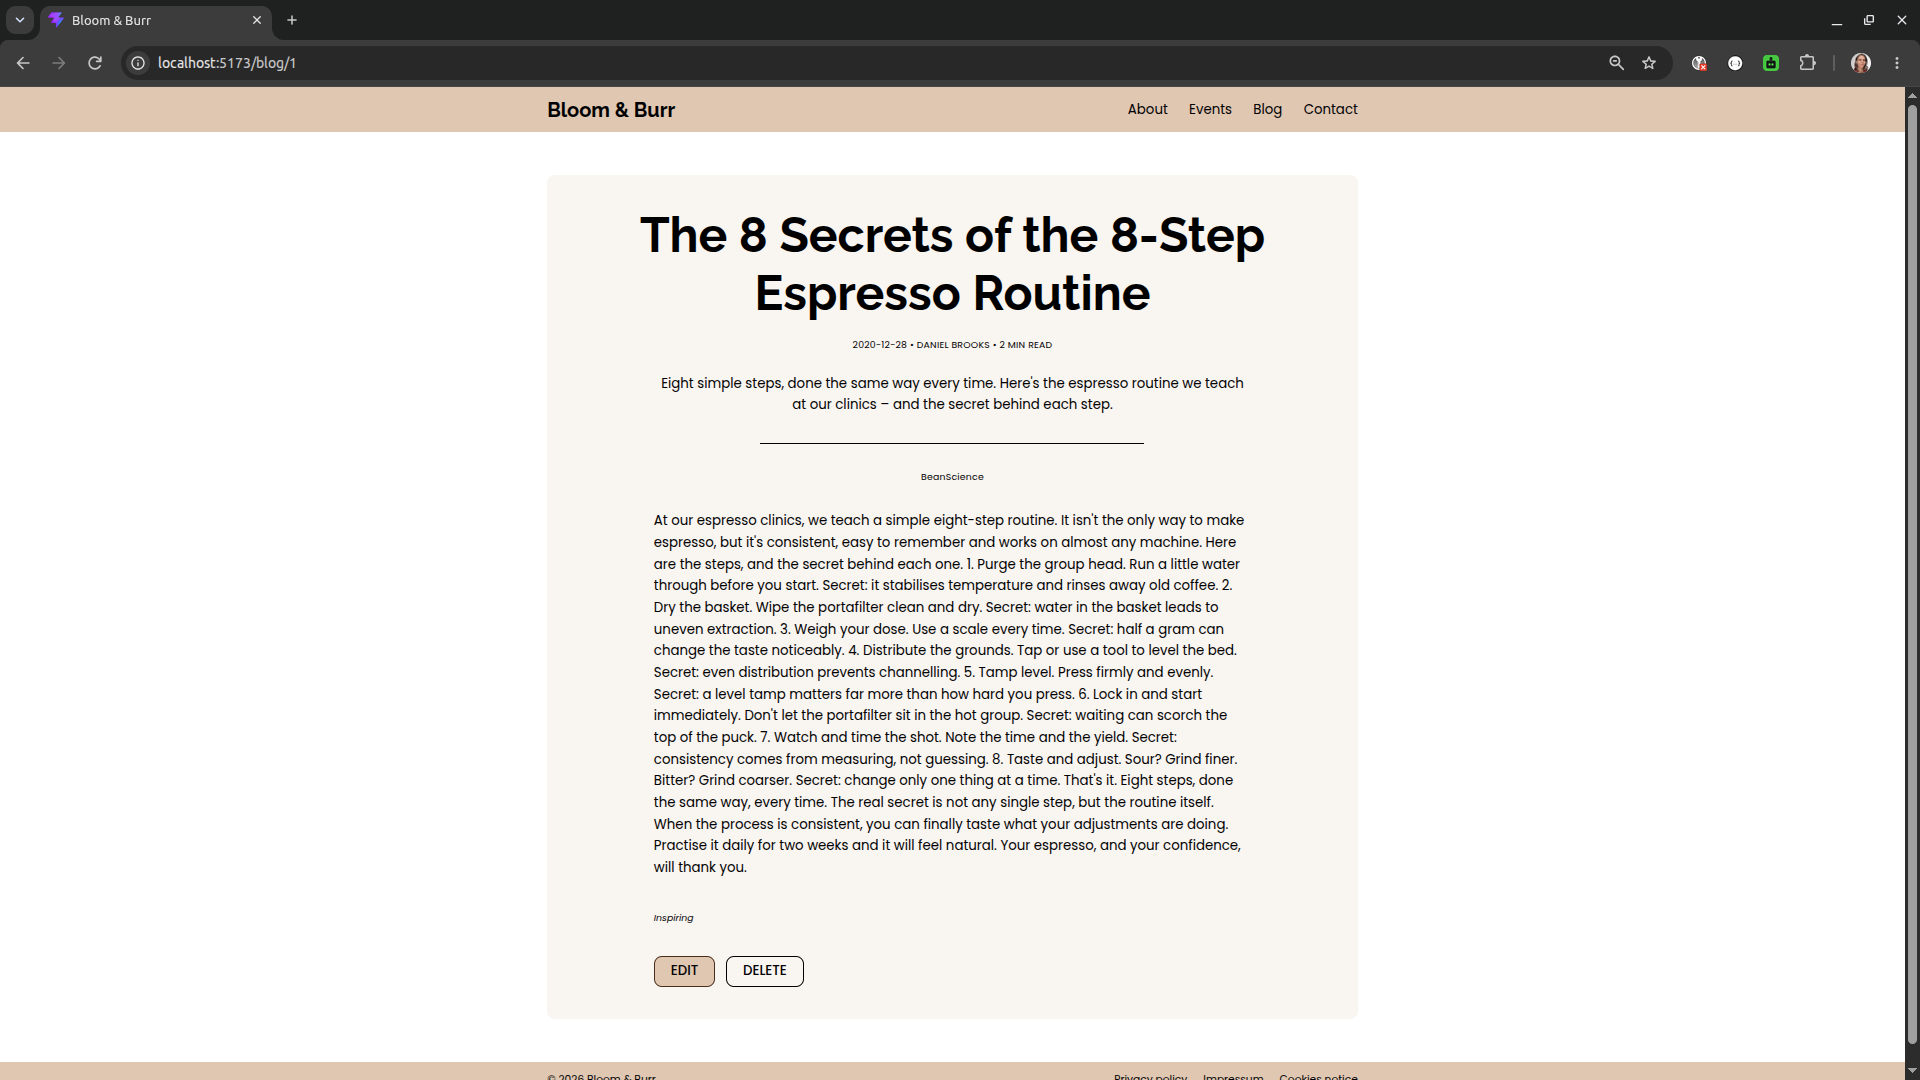 Bloom & Burr
localhost:5173/blog/1
Bloom & Burr
About Events Blog Contact
The 8 Secrets of the 8-Step
Espresso Routine
2020-12-28 • DANIEL BROOKS • 2 MIN READ
Eight simple steps, done the same way every time. Here's the espresso routine we teach
at our clinics – and the secret behind each step.
BeanScience
At our espresso clinics, we teach a simple eight-step routine. It isn't the only way to make
espresso, but it's consistent, easy to remember and works on almost any machine. Here
are the steps, and the secret behind each one. 1. Purge the group head. Run a little water
through before you start. Secret: it stabilises temperature and rinses away old coffee. 2.
Dry the basket. Wipe the portafilter clean and dry. Secret: water in the basket leads to
uneven extraction. 3. Weigh your dose. Use a scale every time. Secret: half a gram can
change the taste noticeably. 4. Distribute the grounds. Tap or use a tool to level the bed.
Secret: even distribution prevents channelling. 5. Tamp level. Press firmly and evenly.
Secret: a level tamp matters far more than how hard you press. 6. Lock in and start
immediately. Don't let the portafilter sit in the hot group. Secret: waiting can scorch the
top of the puck. 7. Watch and time the shot. Note the time and the yield. Secret:
consistency comes from measuring, not guessing. 8. Taste and adjust. Sour? Grind finer.
Bitter? Grind coarser. Secret: change only one thing at a time. That's it. Eight steps, done
the same way, every time. The real secret is not any single step, but the routine itself.
When the process is consistent, you can finally taste what your adjustments are doing.
Practise it daily for two weeks and it will feel natural. Your espresso, and your confidence,
will thank you.
Inspiring
EDIT DELETE
© 2026 Bloom & Burr
Privacy policy Impressum Cookies notice